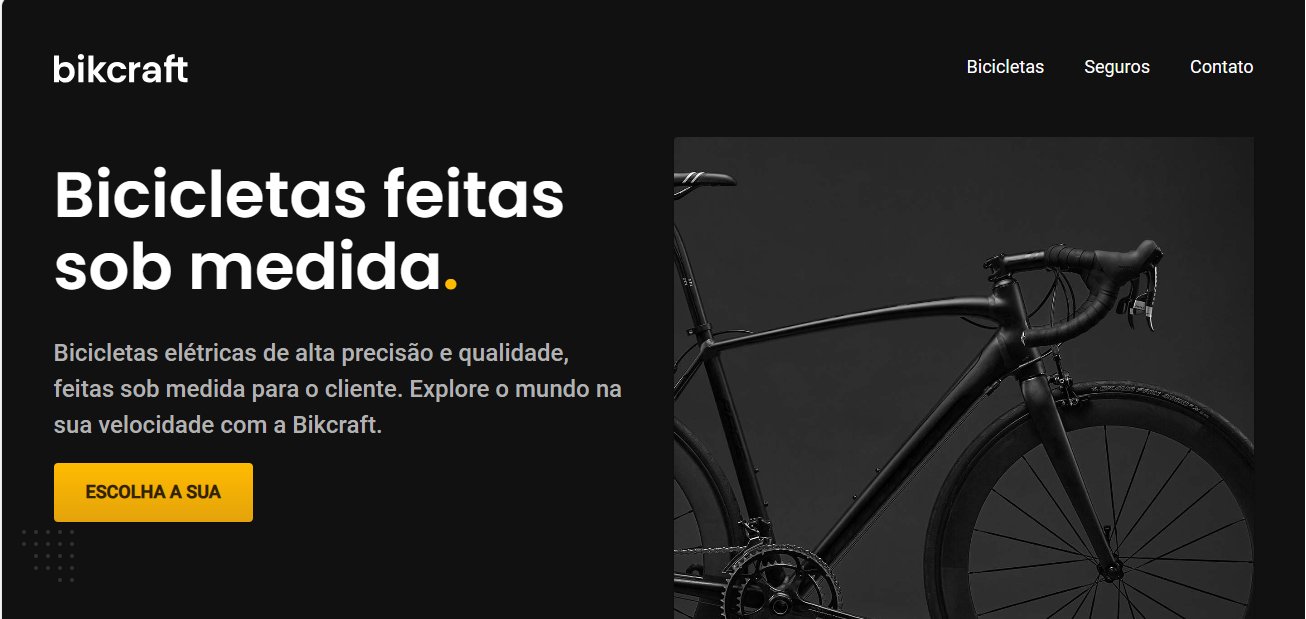 bikcraft
Bicicletas
Seguros
Contato
Bicicletas feitas
sob medida.
Bicicletas elétricas de alta precisão e qualidade,
feitas sob medida para o cliente. Explore o mundo na
sua velocidade com a Bikcraft.
ESCOLHA A SUA